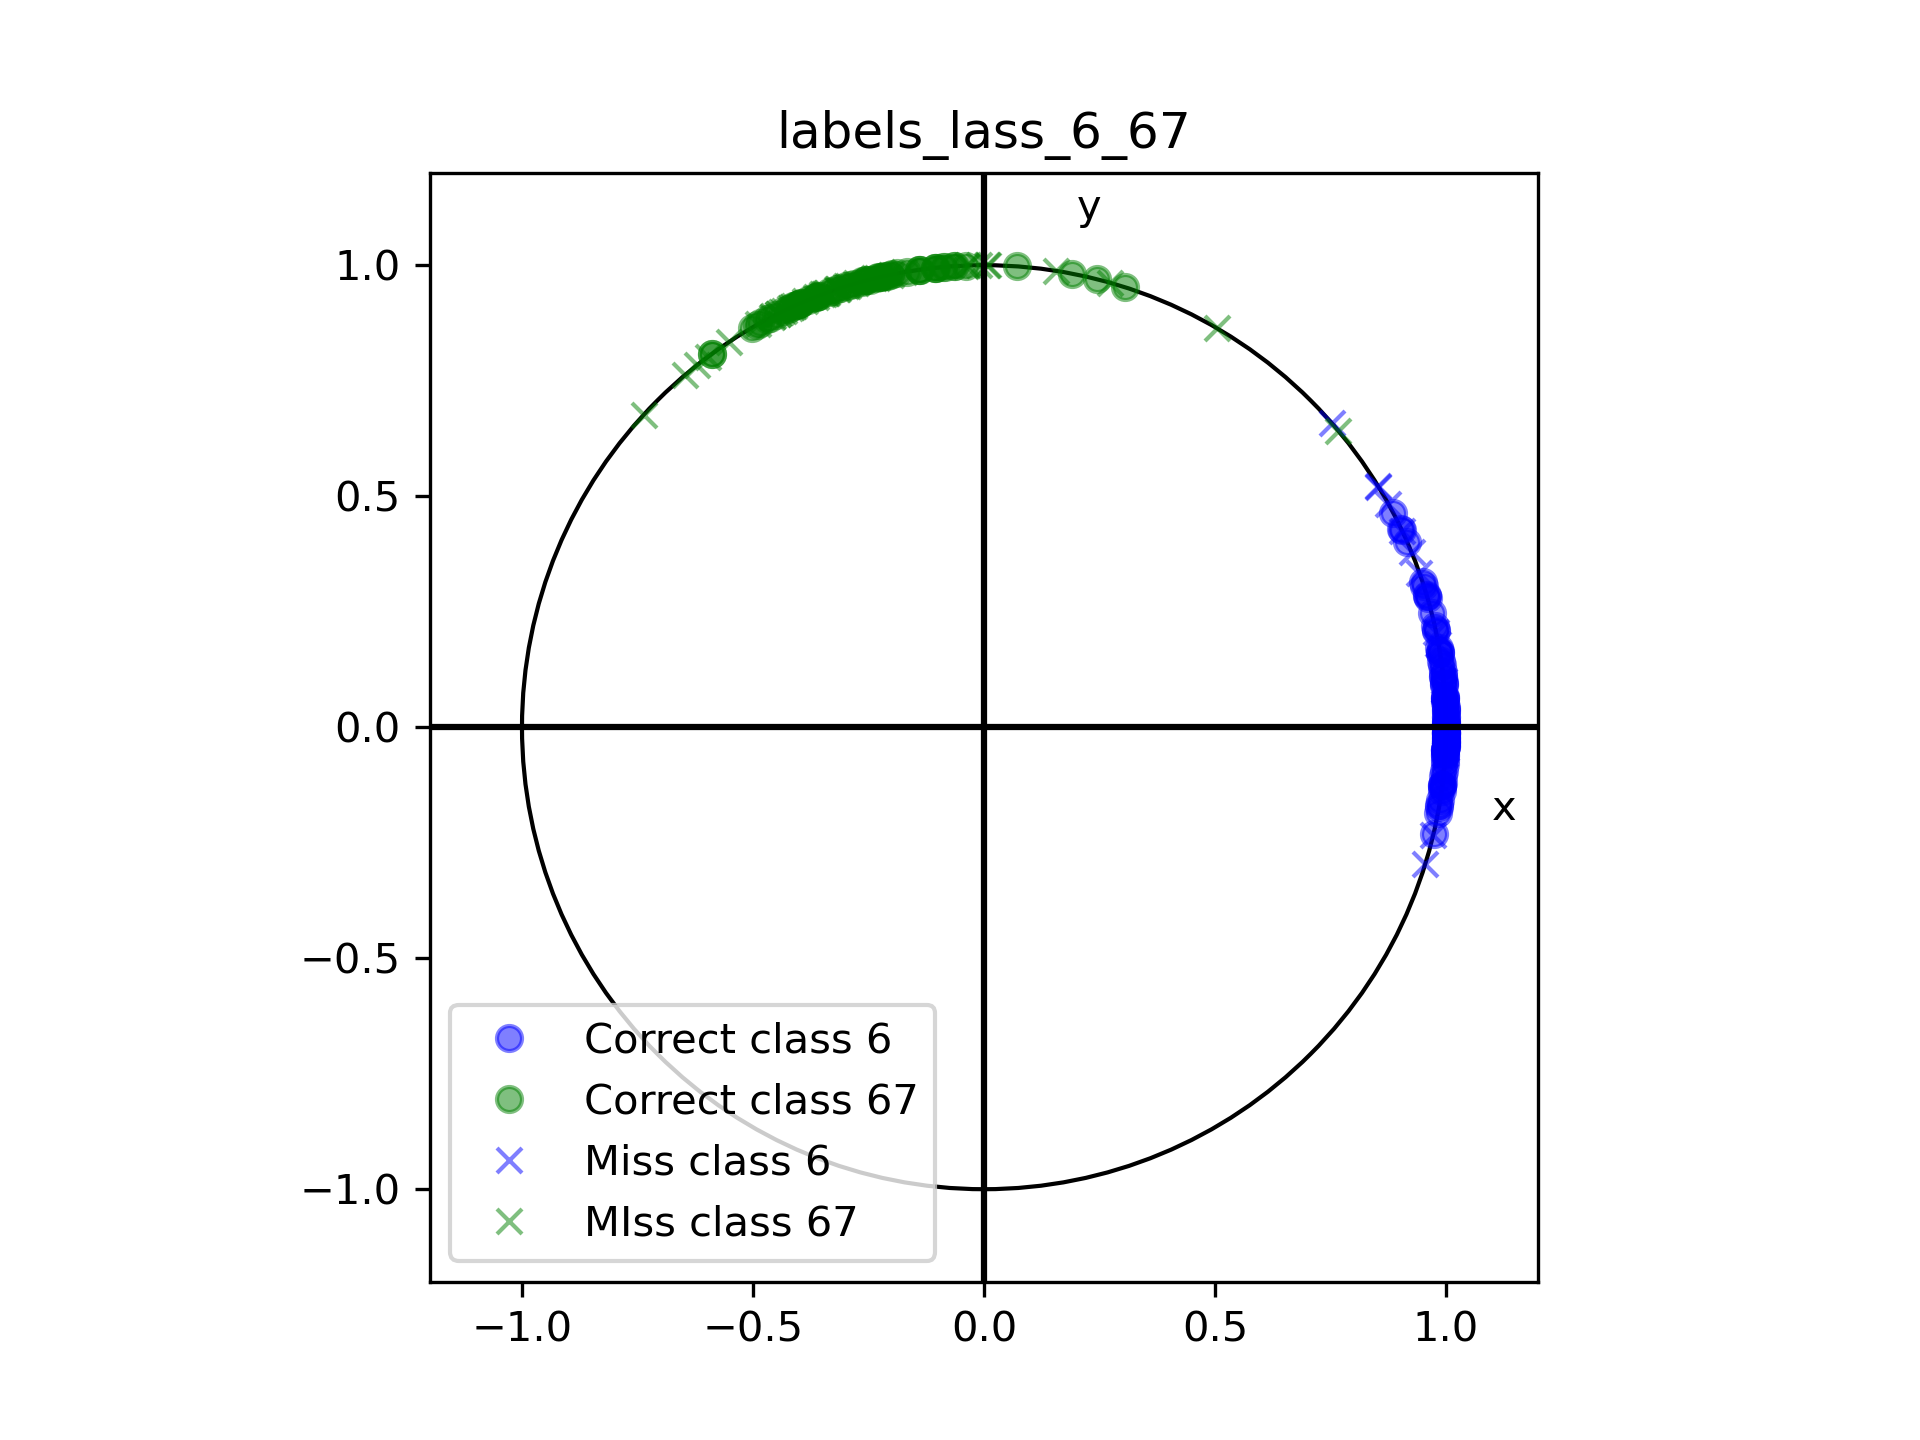 labels_lass_6_67
y
1.0
0.5
0.0
x
−0.5
−1.0
Correct class 6
Correct class 67
Miss class 6
MIss class 67
−1.0 −0.5 0.0 0.5 1.0